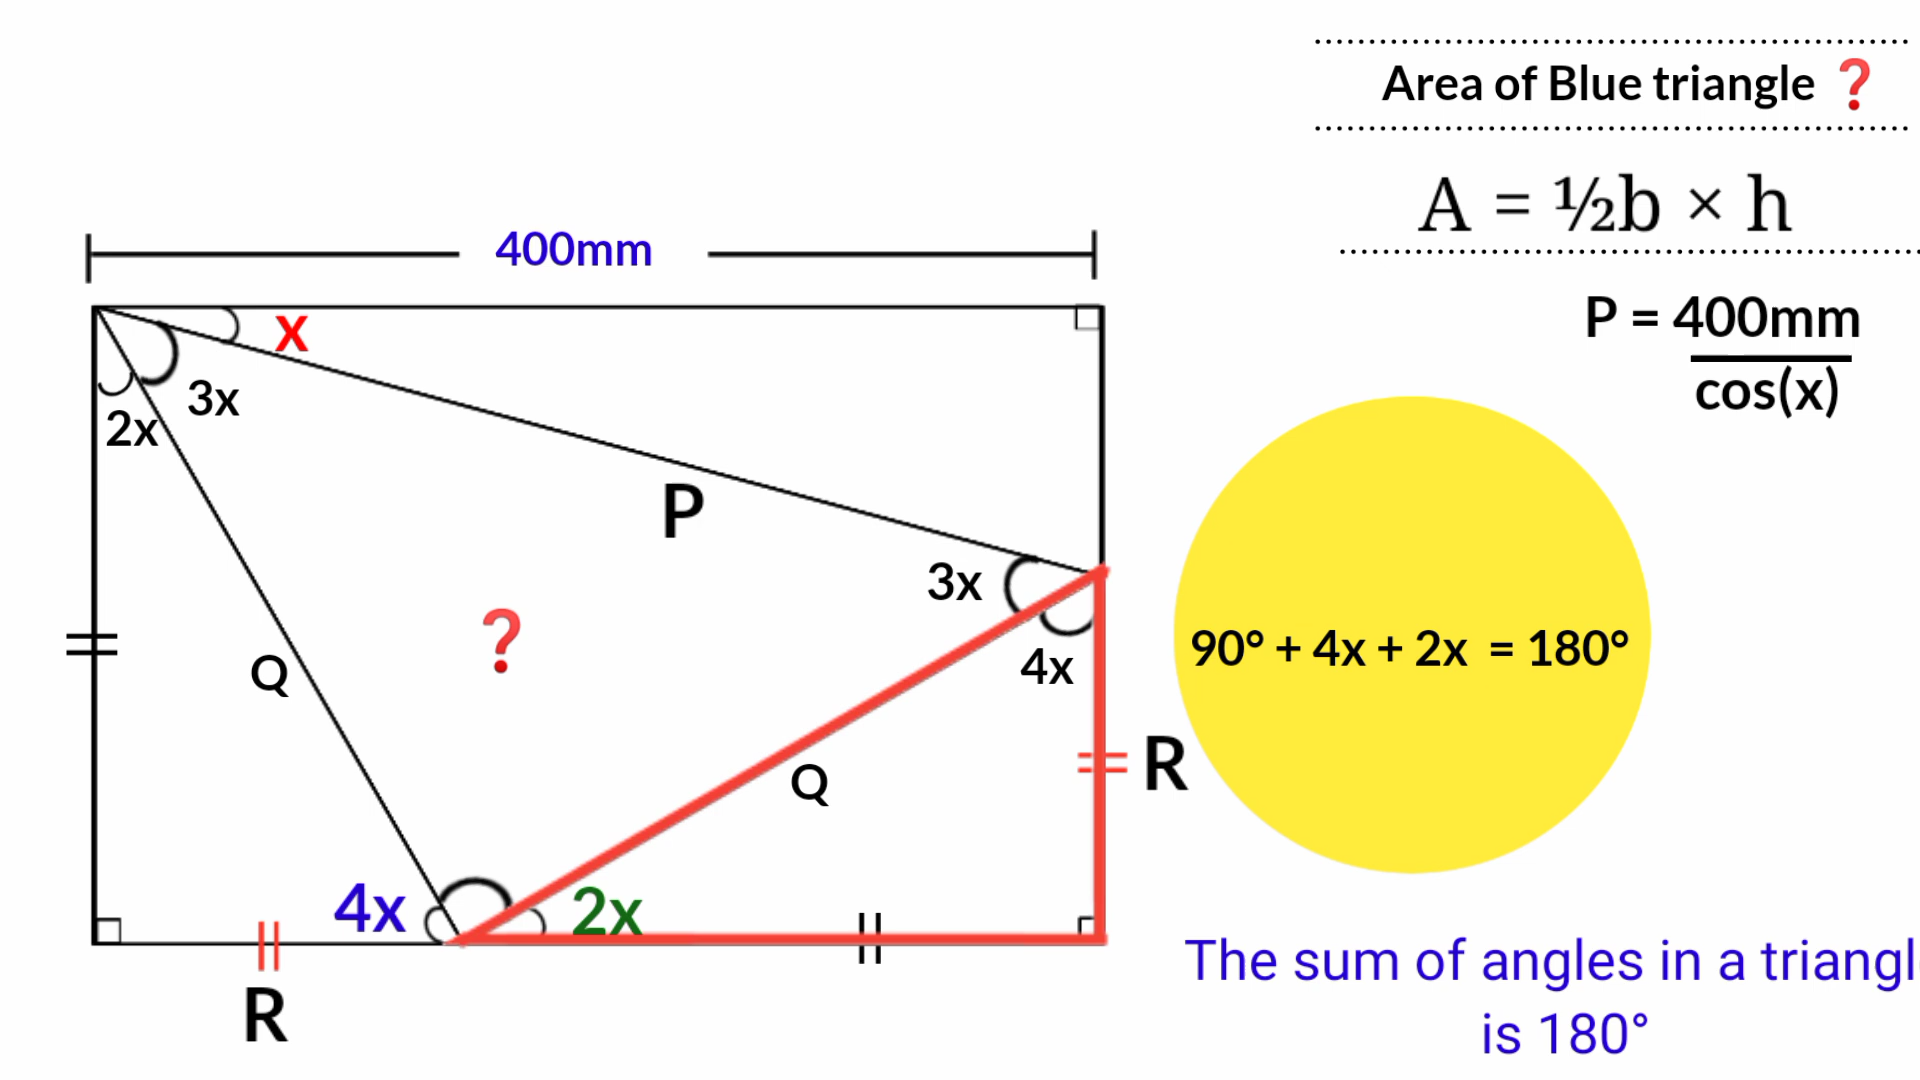 Area of Blue triangle ❓
A = ½b × h
400mm
P = 400mm
cos(x)
x
3x
2x
P
3x
?
Q
4x
90° + 4x + 2x = 180°
R
Q
4x
2x
R
The sum of angles in a triangl
is 180°